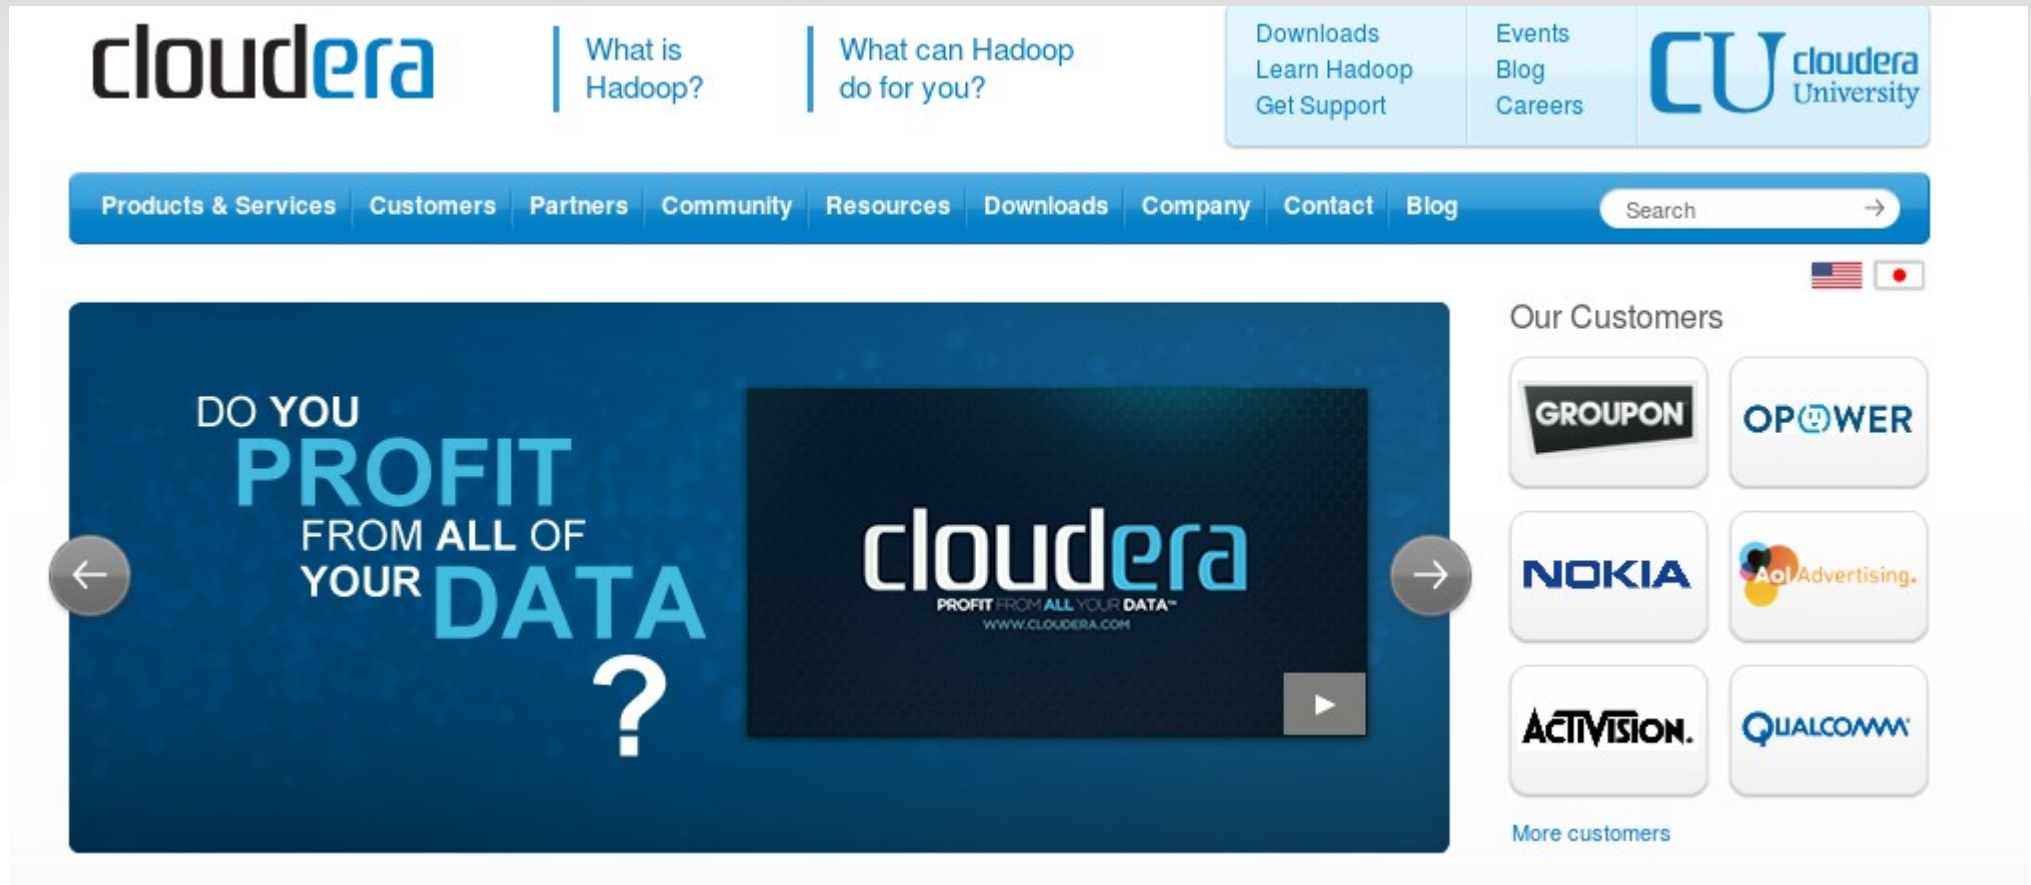 cloudera
What is
Hadoop?
What can Hadoop
do for you?
Downloads
Learn Hadoop
Get Support
Events
Blog
Careers
CU cloudera
University
Products & Services Customers Partners Community Resources Downloads Company Contact Blog Search
DO YOU
PROFIT
FROM ALL OF
YOUR DATA
?
cloudera
PROFIT FROM ALL YOUR DATA™
WWW.CLOUDERA.COM
Our Customers
GROUPON OPOWER
NOKIA Aol Advertising.
ACTIVISION. QUALCOMM
More customers